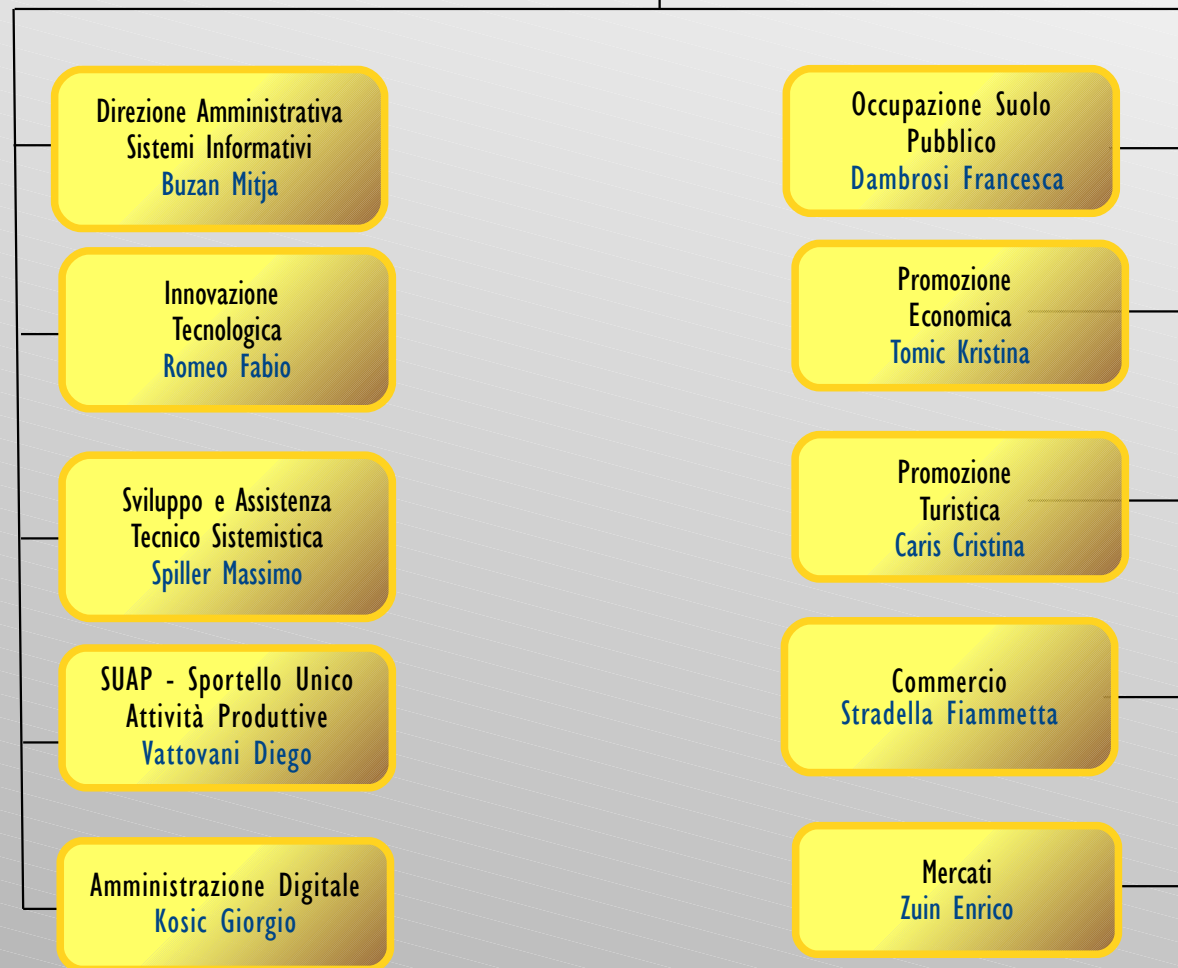 Direzione Amministrativa
Sistemi Informativi
Buzan Mitja
Innovazione
Tecnologica
Romeo Fabio
Sviluppo e Assistenza
Tecnico Sistemistica
Spiller Massimo
SUAP - Sportello Unico
Attività Produttive
Vattovani Diego
Amministrazione Digitale
Kosic Giorgio
Occupazione Suolo
Pubblico
Dambrosi Francesca
Promozione
Economica
Tomic Kristina
Promozione
Turistica
Caris Cristina
Commercio
Stradella Fiammetta
Mercati
Zuin Enrico